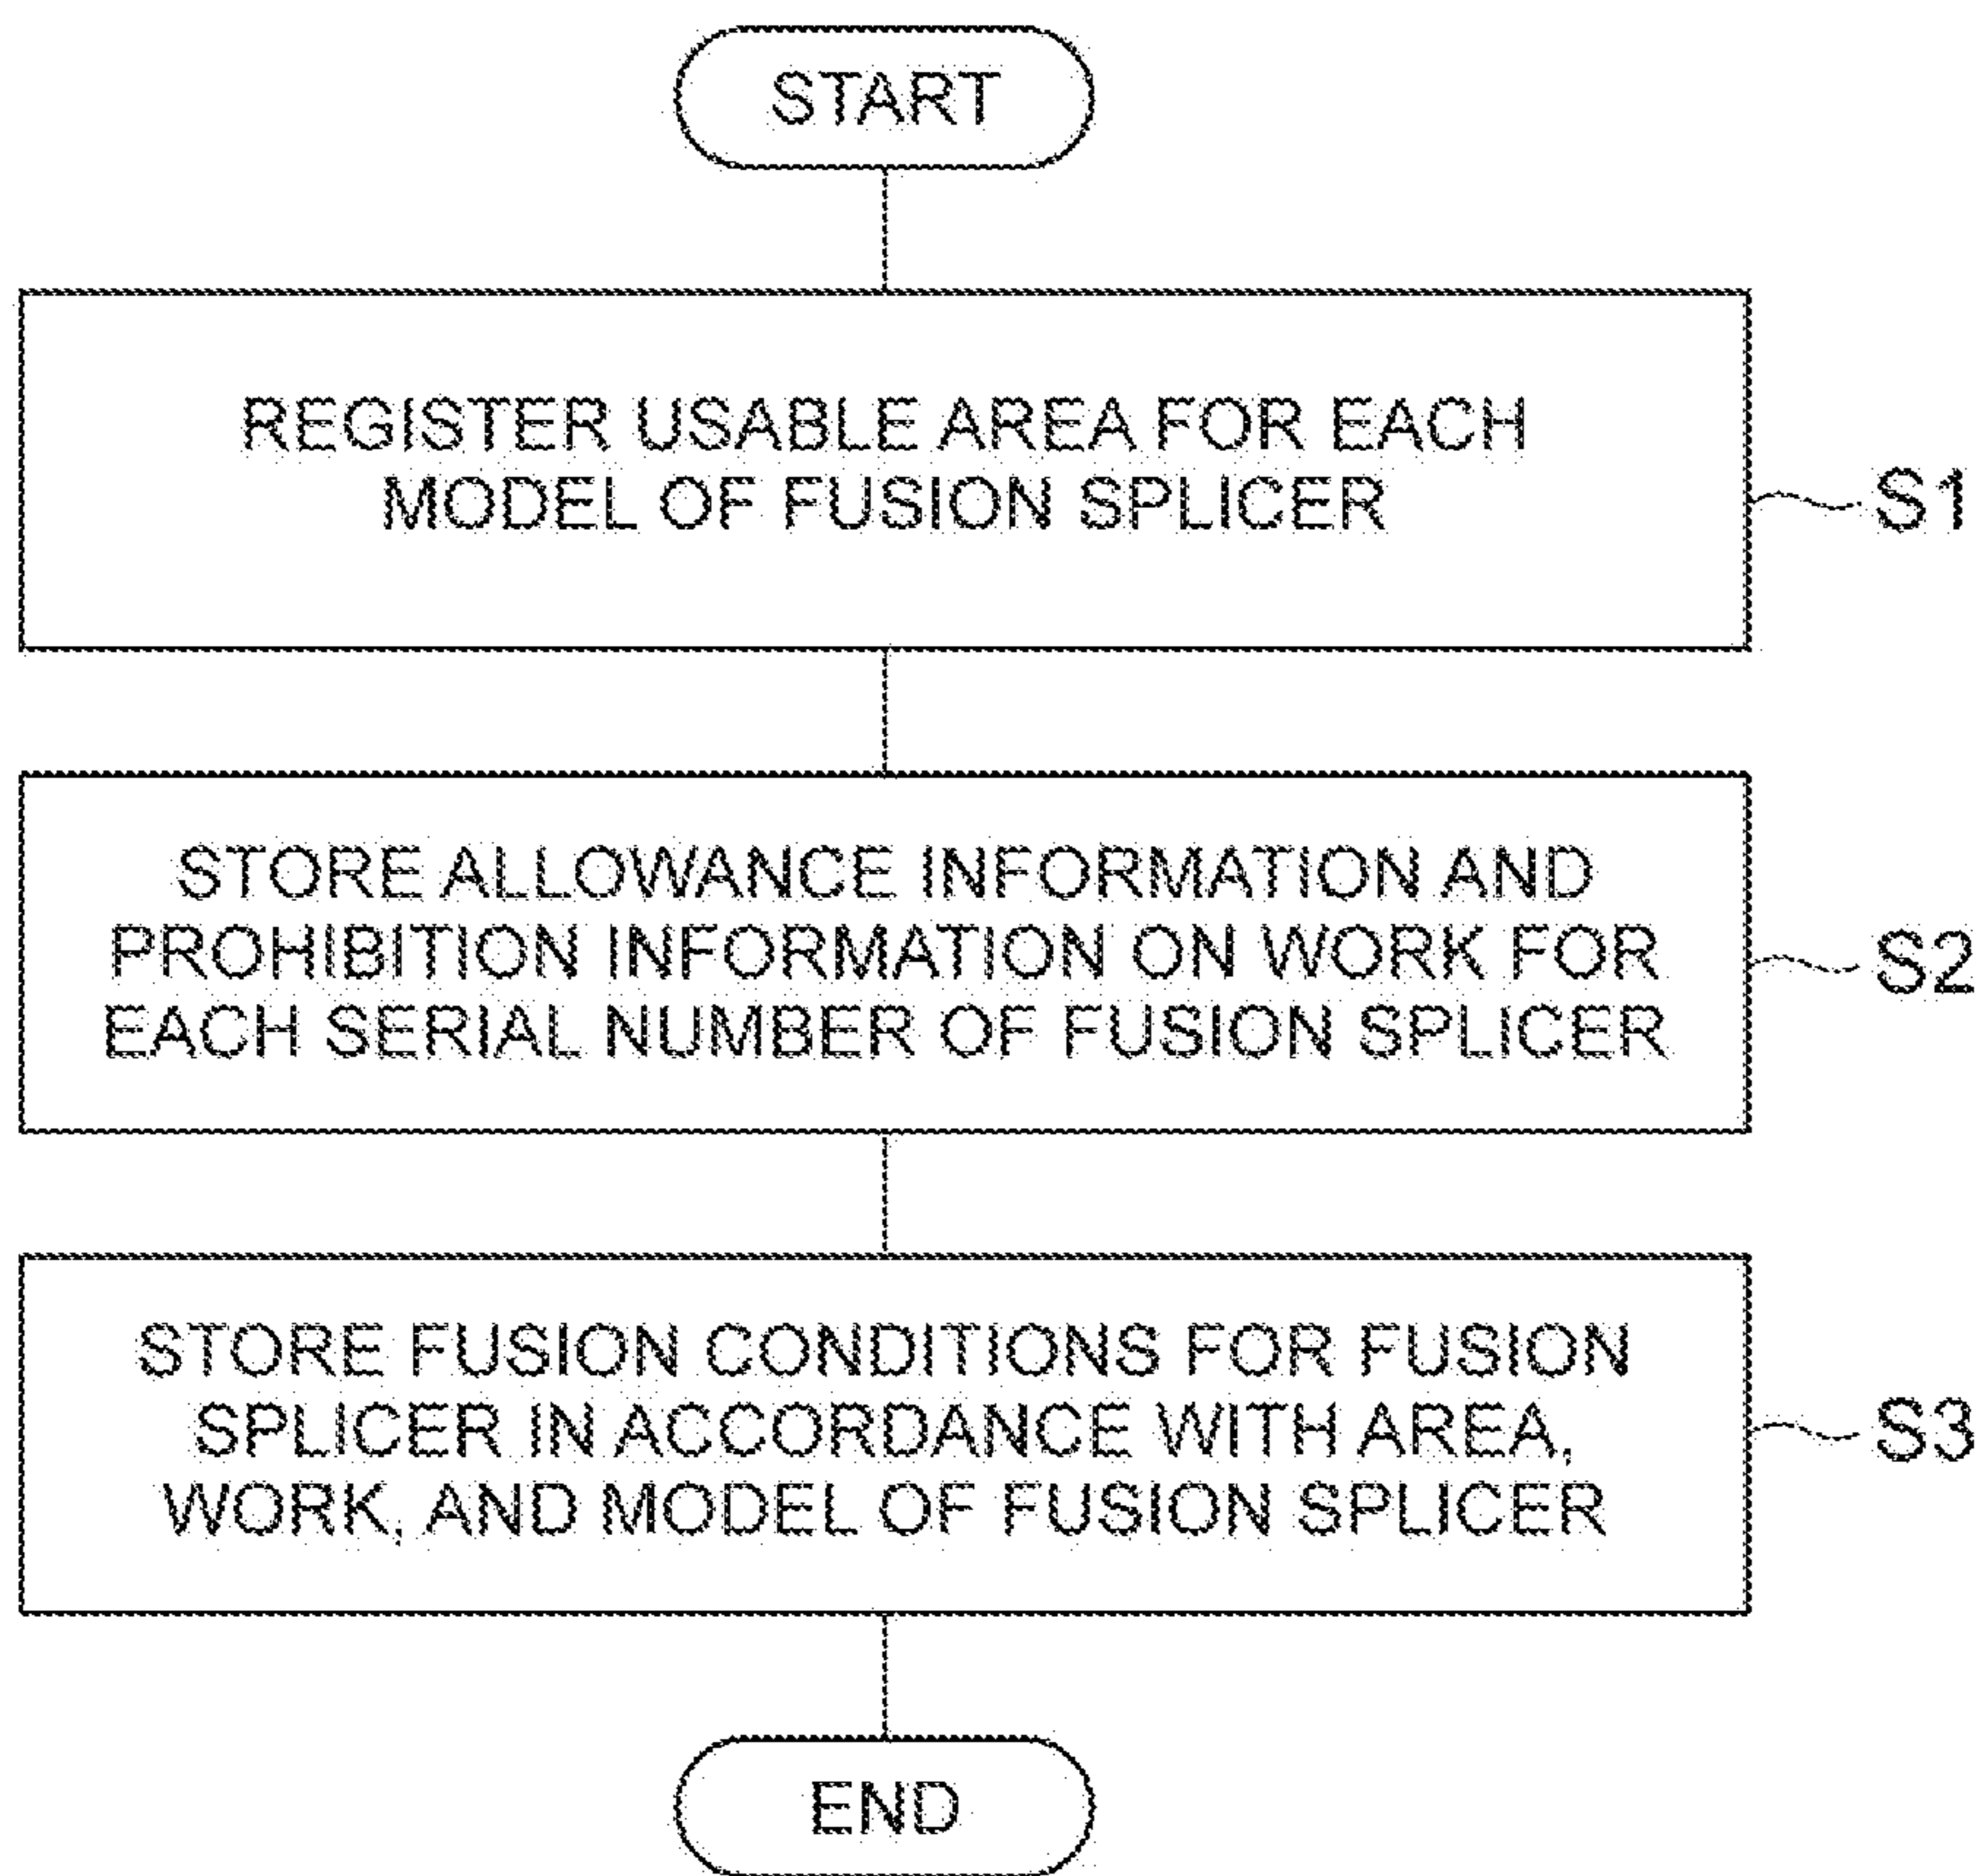 START
REGISTER USABLE AREA FOR EACH
MODEL OF FUSION SPLICER
S1
STORE ALLOWANCE INFORMATION AND
PROHIBITION INFORMATION ON WORK FOR
EACH SERIAL NUMBER OF FUSION SPLICER
S2
STORE FUSION CONDITIONS FOR FUSION
SPLICER IN ACCORDANCE WITH AREA,
WORK, AND MODEL OF FUSION SPLICER
S3
END